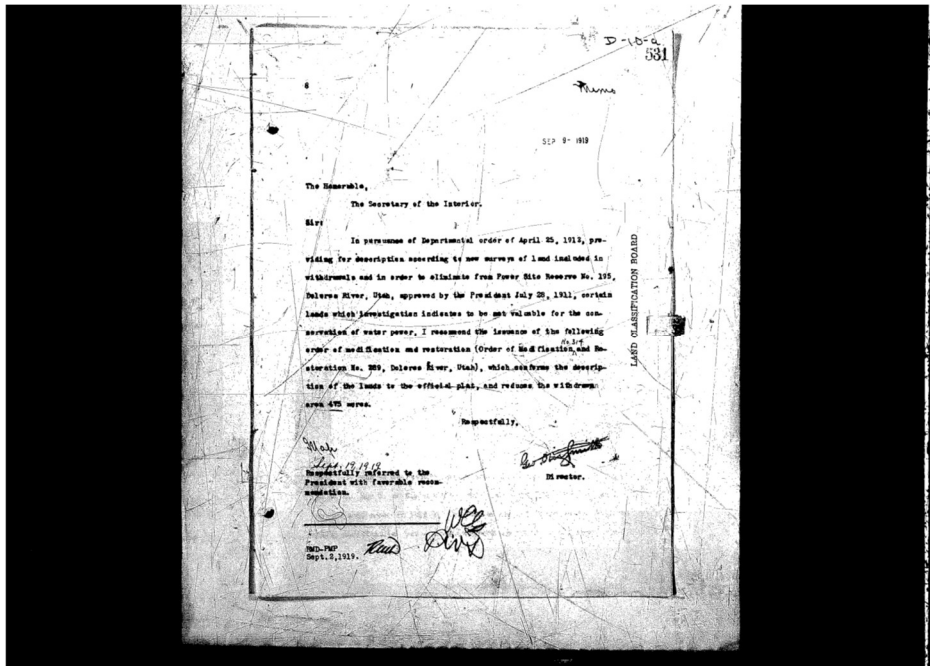 D-10-a
531
8
Memo
SEP 9- 1919
The Honorable,
The Secretary of the Interior.
Sir:
In pursuance of Departmental order of April 25, 1912, pro-
viding for description according to new surveys of land included in
withdrawals and in order to eliminate from Power Site Reserve No. 195,
Dolores River, Utah, approved by the President July 28, 1911, certain
lands which investigation indicates to be not valuable for the con-
servation of water power, I recommend the issuance of the following
No. 314
order of modification and restoration (Order of Modification and Re-
storation No. 289, Dolores River, Utah), which conforms the descrip-
tion of the lands to the official plat, and reduces the withdrawn
area 475 acres.
Respectfully,
Sept. 19, 1919
Respectfully referred to the
President with favorable recom-
mendation.
Director.
RMD-PMP
Sept.2,1919.
LAND CLASSIFICATION BOARD